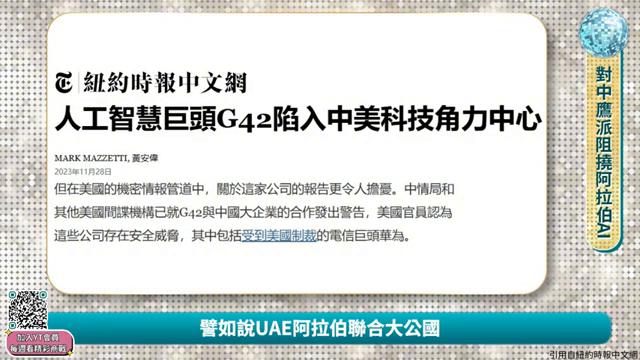 紐約時報中文網
人工智慧巨頭G42陷入中美科技角力中心
MARK MAZZETTI, 黃安偉
2023年11月28日
但在美國的機密情報管道中，關於這家公司的報告更令人擔憂。中情局和
其他美國間諜機構已就G42與中國大企業的合作發出警告，美國官員認為
這些公司存在安全威脅，其中包括受到美國制裁的電信巨頭華為。
對中鷹派阻撓阿拉伯AI
譬如說UAE阿拉伯聯合大公國
加入YT會員
每週看精彩商戰
引用自紐約時報中文網